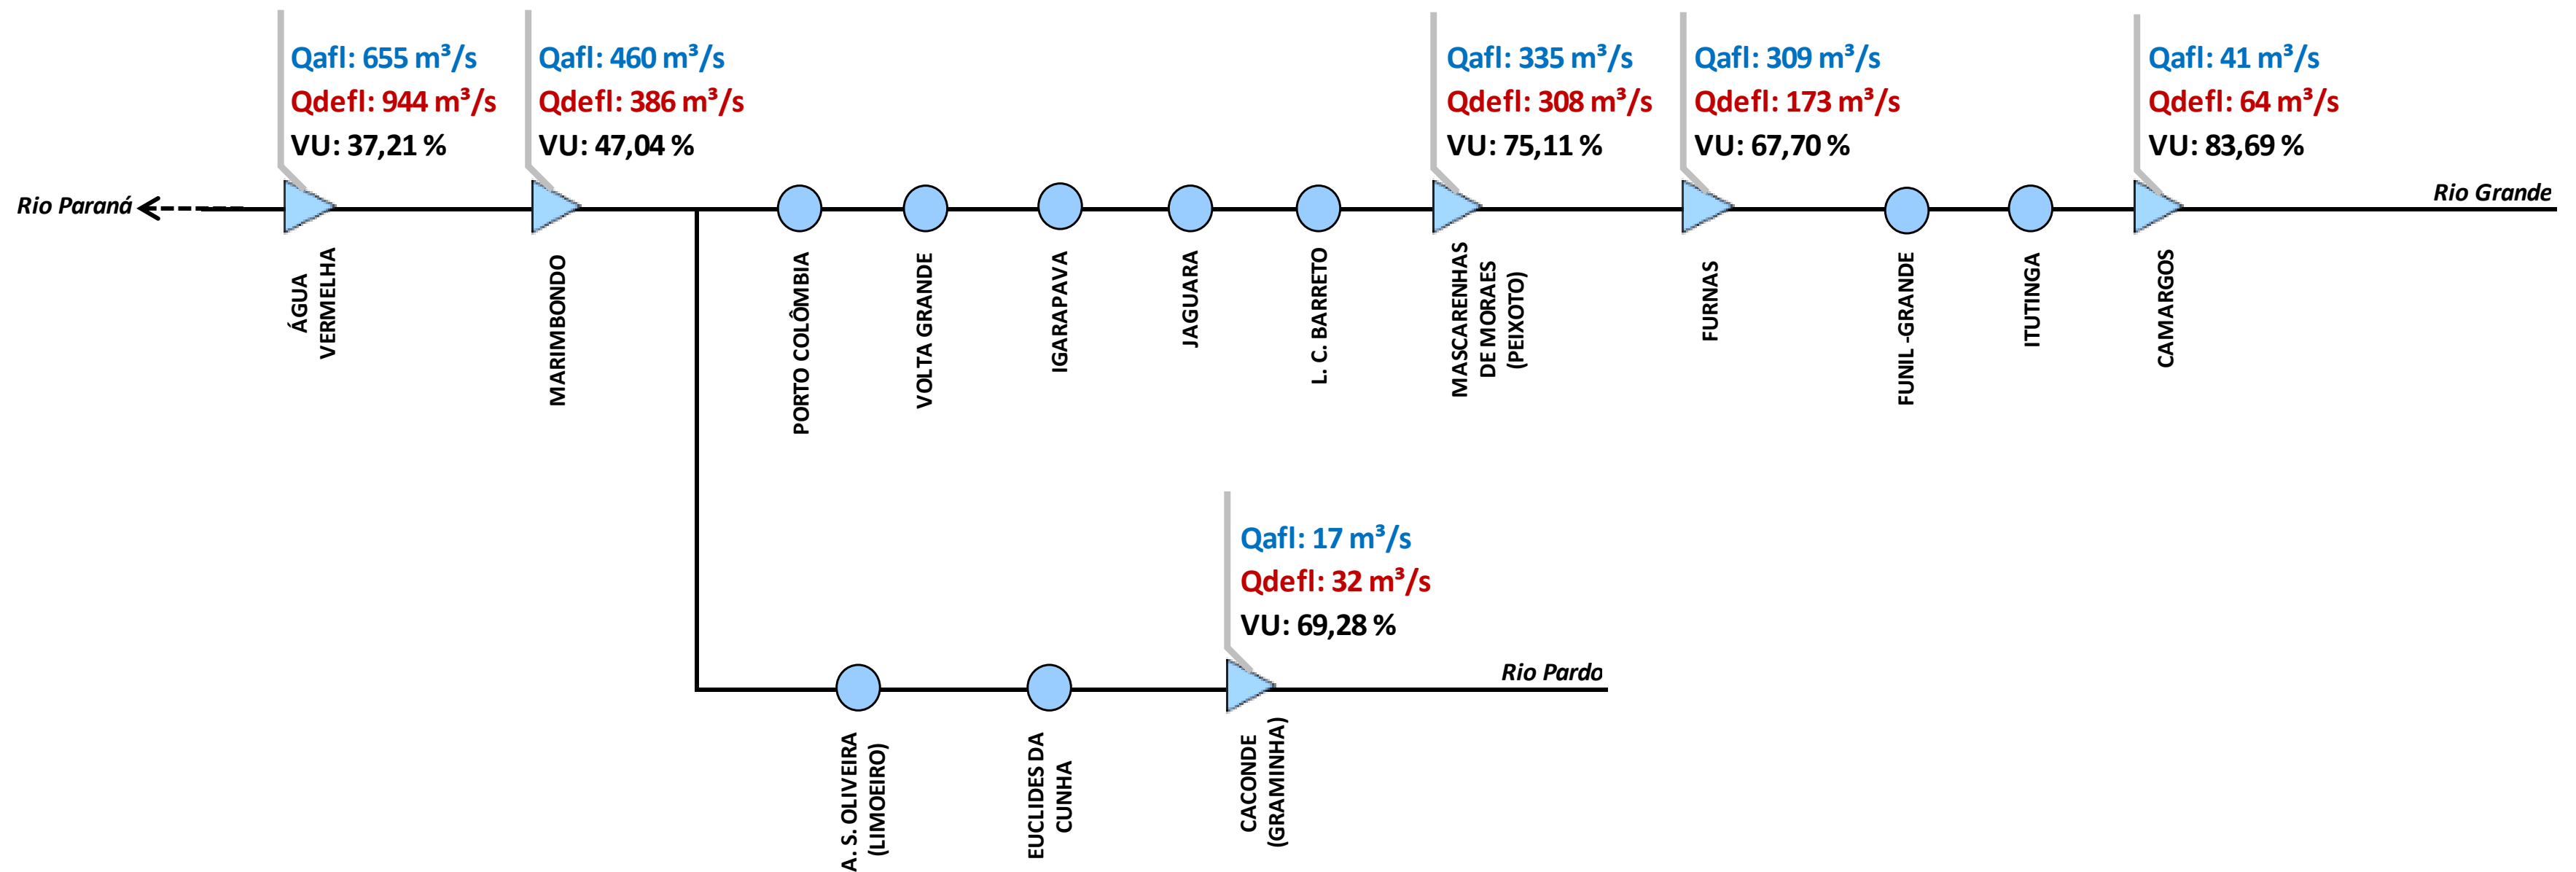 Qafl: 655 m³/s
Qdefl: 944 m³/s
VU: 37,21 %
Qafl: 460 m³/s
Qdefl: 386 m³/s
VU: 47,04 %
Qafl: 335 m³/s
Qdefl: 308 m³/s
VU: 75,11 %
Qafl: 309 m³/s
Qdefl: 173 m³/s
VU: 67,70 %
Qafl: 41 m³/s
Qdefl: 64 m³/s
VU: 83,69 %
Rio Paraná
Rio Grande
ÁGUA
VERMELHA
MARIMBONDO
PORTO COLÔMBIA
VOLTA GRANDE
IGARAPAVA
JAGUARA
L. C. BARRETO
MASCARENHAS
DE MORAES
(PEIXOTO)
FURNAS
FUNIL -GRANDE
ITUTINGA
CAMARGOS
Qafl: 17 m³/s
Qdefl: 32 m³/s
VU: 69,28 %
Rio Pardo
A. S. OLIVEIRA
(LIMOEIRO)
EUCLIDES DA
CUNHA
CACONDE
(GRAMINHA)